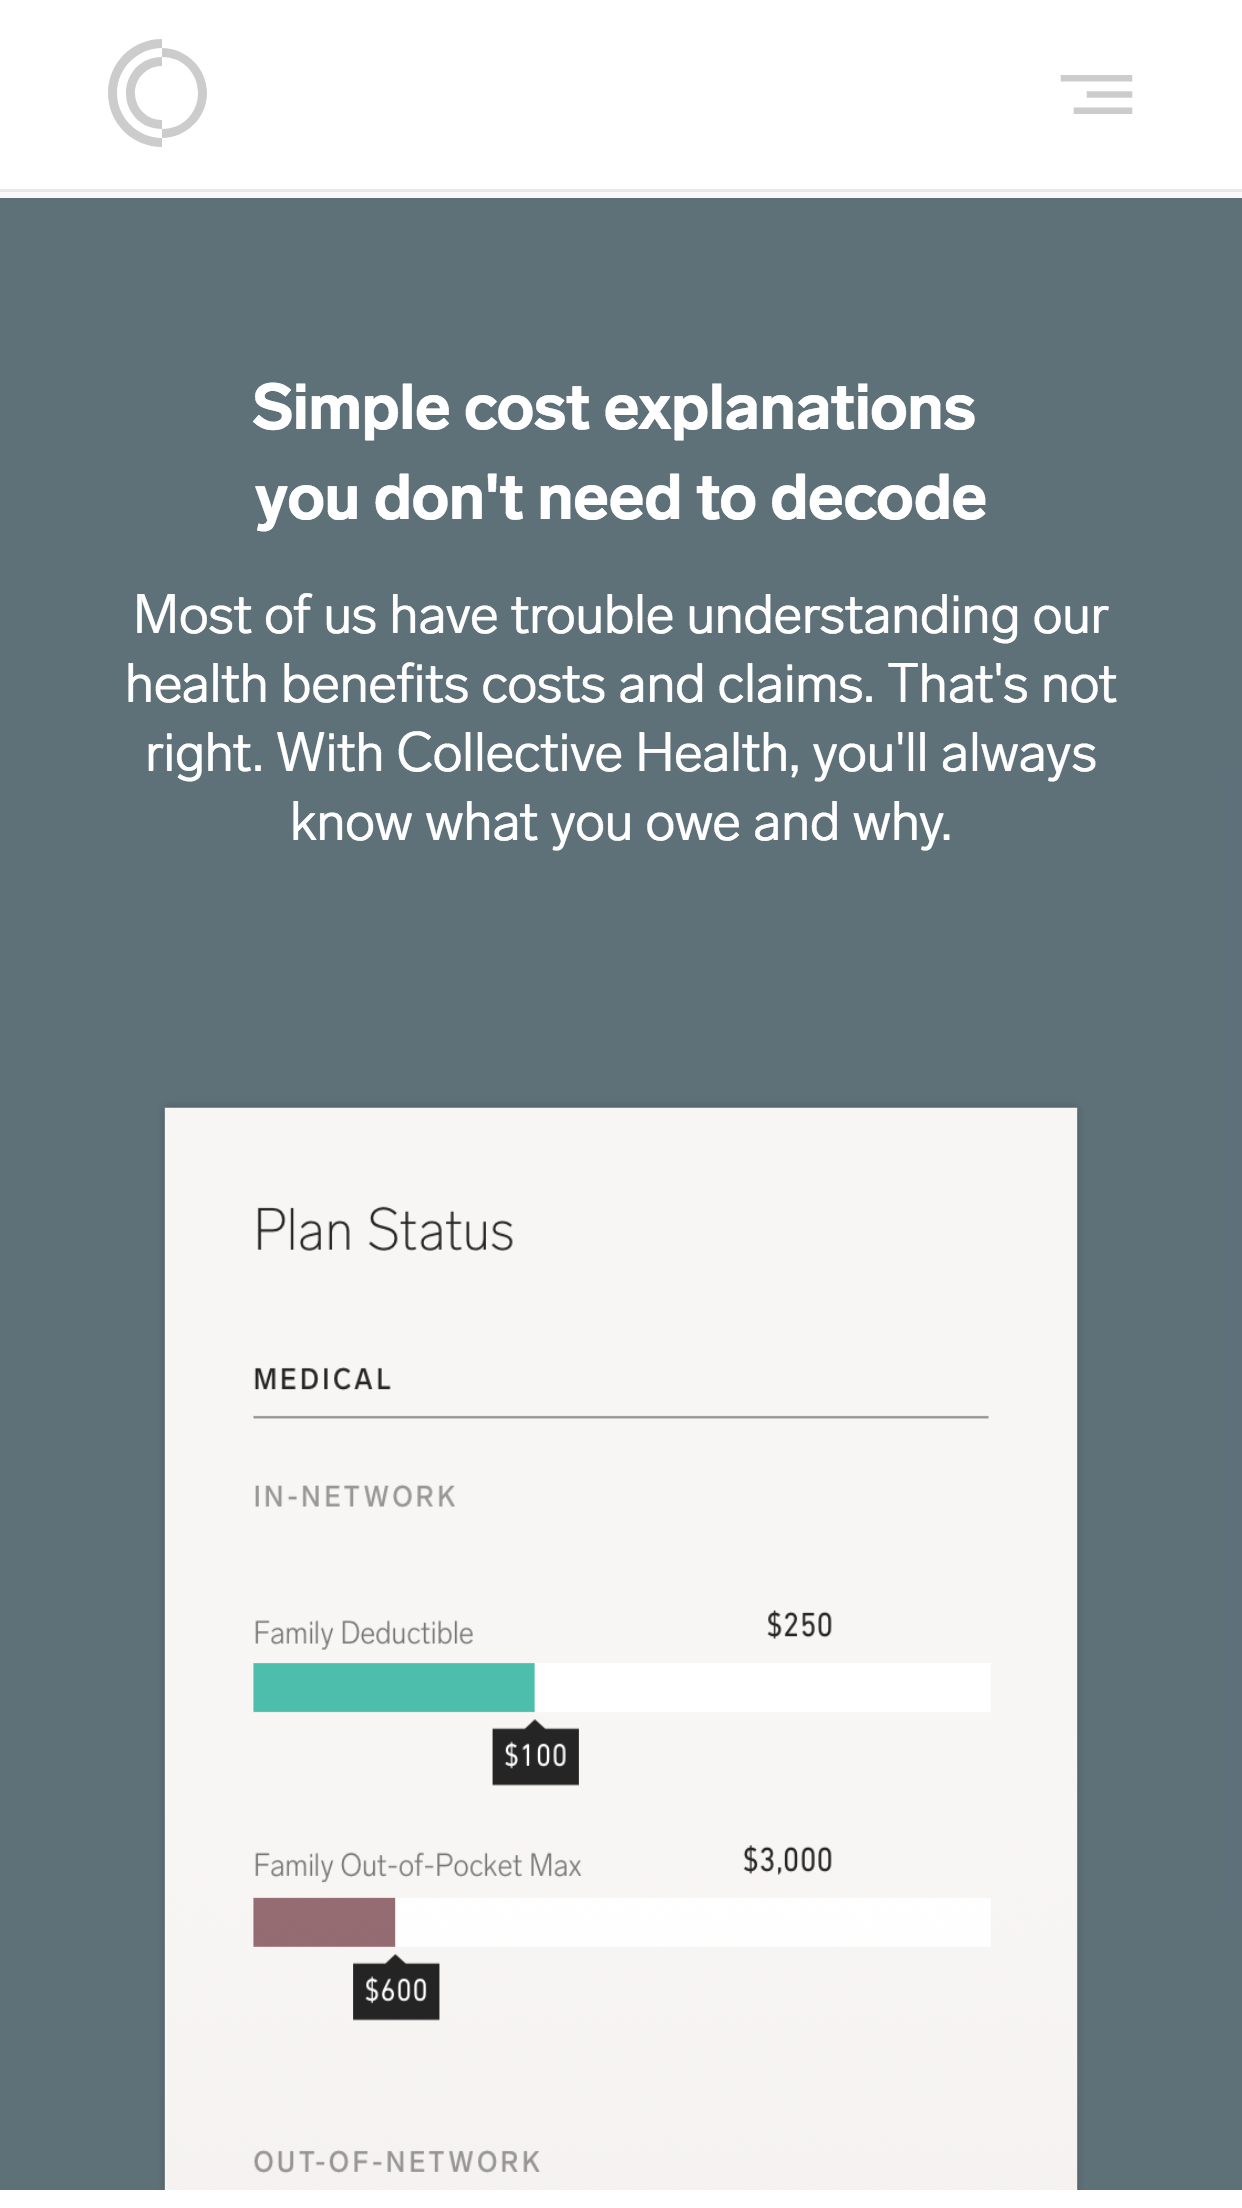 Simple cost explanations
you don't need to decode
Most of us have trouble understanding our
health benefits costs and claims. That's not
right. With Collective Health, you'll always
know what you owe and why.
Plan Status
MEDICAL
IN-NETWORK
Family Deductible $250
$100
Family Out-of-Pocket Max $3,000
$600
OUT-OF-NETWORK